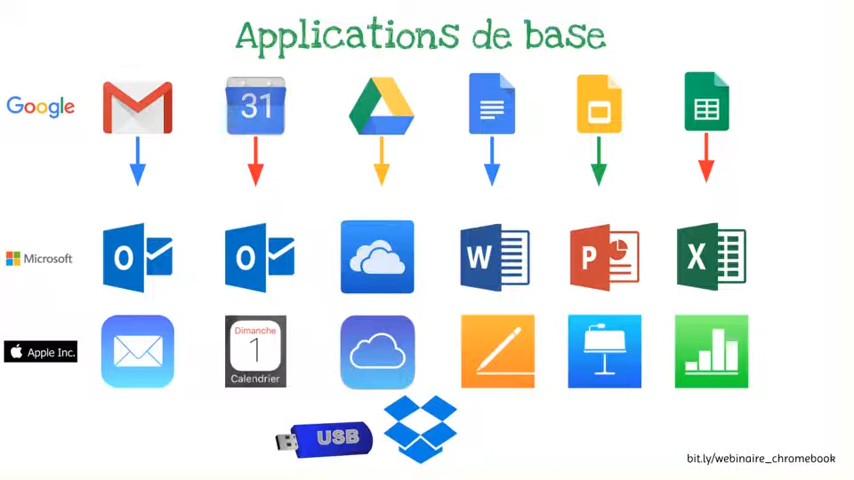 Applications de base
Google
31
Microsoft
O
O
W
P
X
Apple Inc.
Dimanche
1
Calendrier
USB
bit.ly/webinaire_chromebook